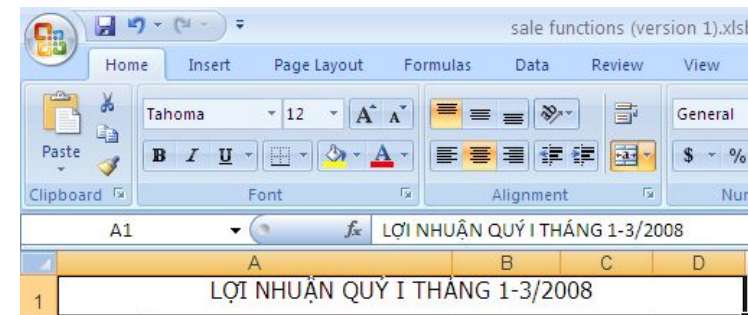 sale functions (version 1).xlsb
Home Insert Page Layout Formulas Data Review View
Tahoma 12 A A General
Paste B I U A a $ %
Clipboard Font Alignment
A1 fx LỢI NHUẬN QUÝ I THÁNG 1-3/2008
A B C D
1 LỢI NHUẬN QUÝ I THÁNG 1-3/2008